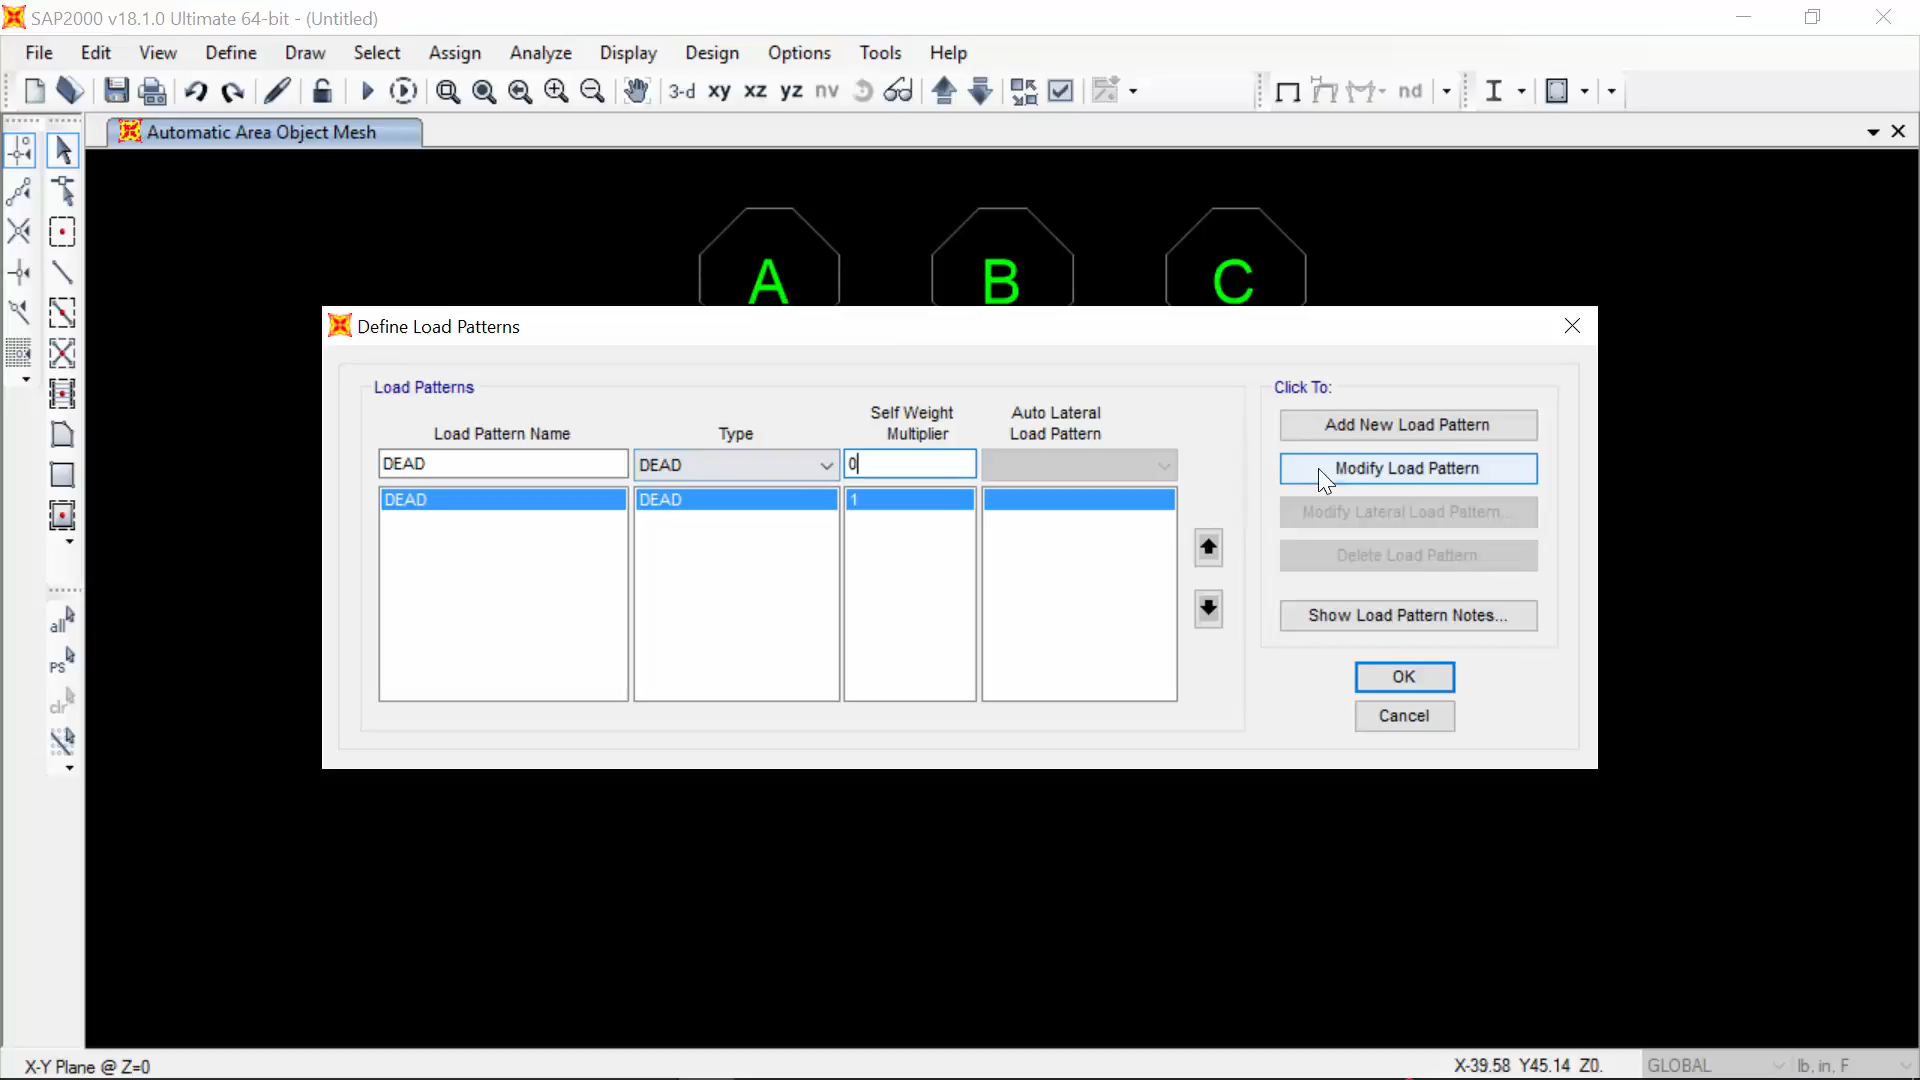 SAP2000 v18.1.0 Ultimate 64-bit - (Untitled)
File Edit View Define Draw Select Assign Analyze Display Design Options Tools Help
3-d xy xz yz nv nd
Automatic Area Object Mesh
A B C
Define Load Patterns
Load Patterns
Click To:
Self Weight Auto Lateral
Load Pattern Name Type Multiplier Load Pattern
Add New Load Pattern
DEAD DEAD 0
Modify Load Pattern
DEAD DEAD 1
Modify Lateral Load Pattern...
Delete Load Pattern
Show Load Pattern Notes...
OK
Cancel
all
PS
clr
X-Y Plane @ Z=0
X-39.58 Y45.14 Z0.
GLOBAL
lb, in, F